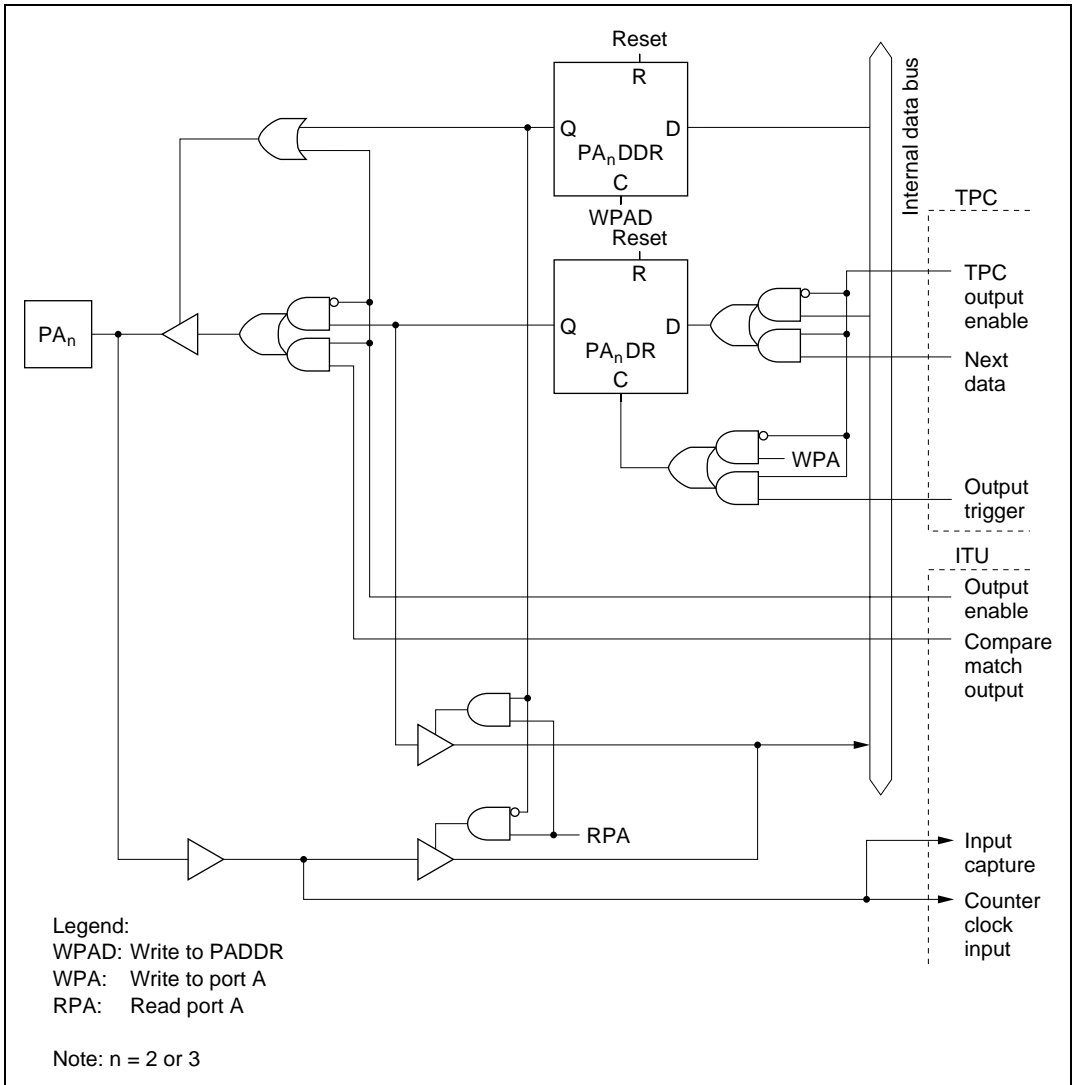 Reset
R
Q
D
PAnDDR
C
WPAD
Internal data bus
TPC
Reset
R
Q
D
PAnDR
C
PAn
TPC
output
enable
Next
data
WPA
Output
trigger
ITU
Output
enable
Compare
match
output
RPA
Input
capture
Counter
clock
input
Legend:
WPAD: Write to PADDR
WPA: Write to port A
RPA: Read port A
Note: n = 2 or 3